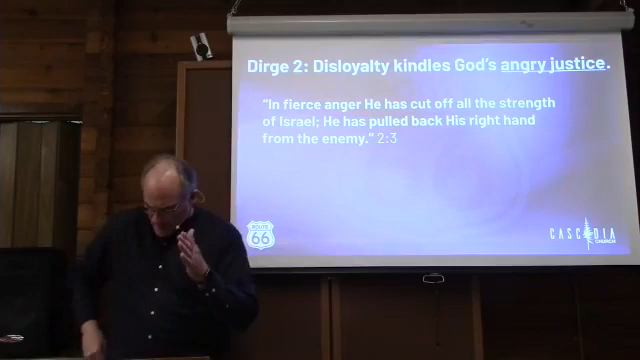 Dirge 2: Disloyalty kindles God's angry justice.
"In fierce anger He has cut off all the strength
of Israel; He has pulled back His right hand
from the enemy." 2:3
ROUTE
66
CASCADIA
CHURCH